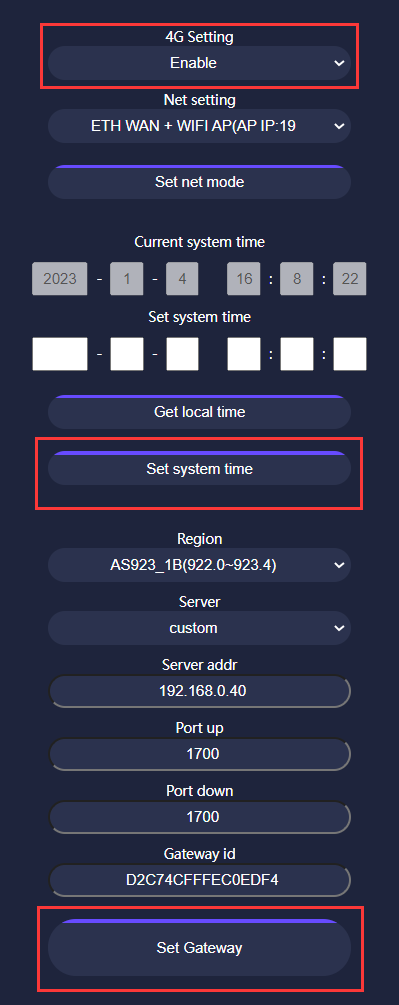 4G Setting
Enable
Net setting
ETH WAN + WIFI AP(AP IP:19
Set net mode
Current system time
2023 - 1 - 4 16 : 8 : 22
Set system time
- - : :
Get local time
Set system time
Region
AS923_1B(922.0~923.4)
Server
custom
Server addr
192.168.0.40
Port up
1700
Port down
1700
Gateway id
D2C74CFFFEC0EDF4
Set Gateway